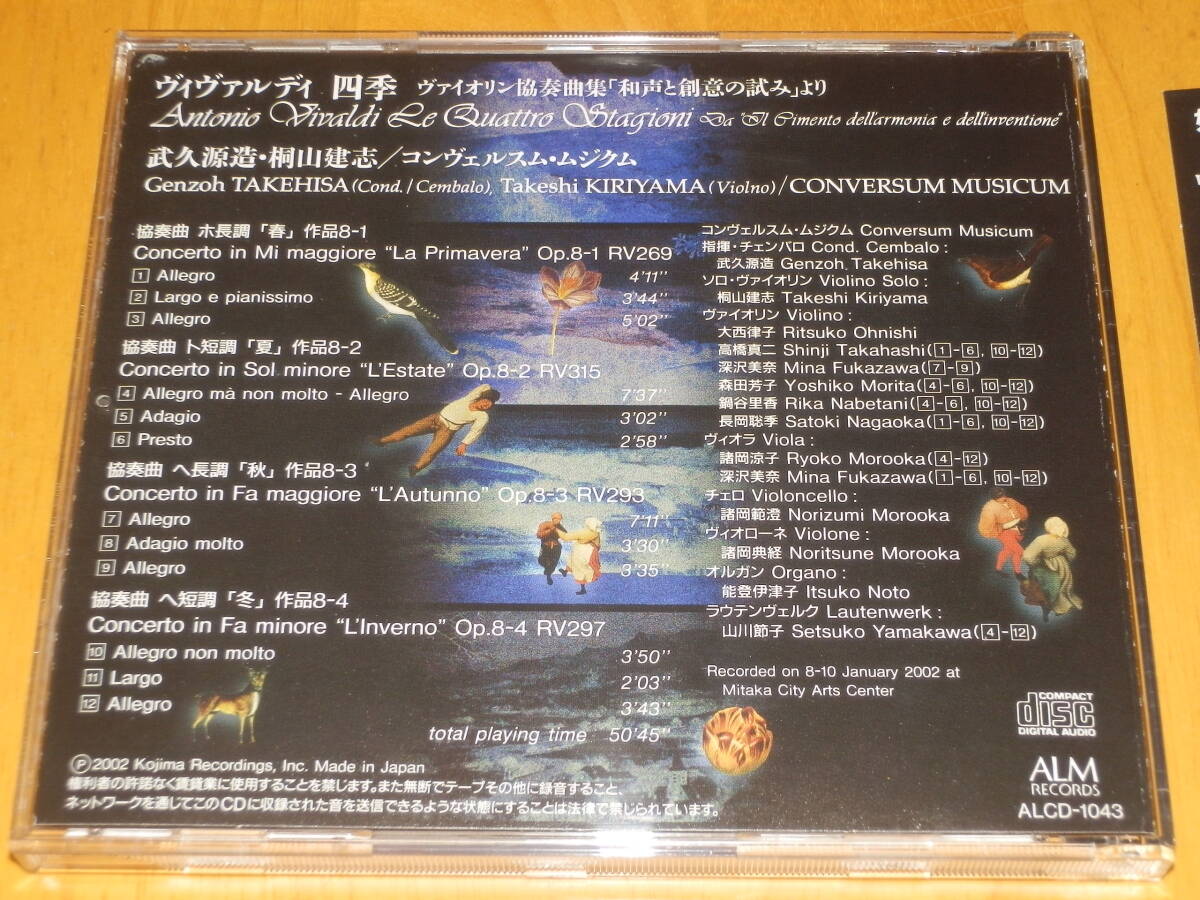 ヴィヴァルディ 四季 ヴァイオリン協奏曲集「和声と創意の試み」より
Antonio Vivaldi Le Quattro Stagioni Da "Il Cimento dell'armonia e dell'inventione"
武久源造・桐山建志／コンヴェルスム・ムジクム
Genzoh TAKEHISA (Cond./Cembalo), Takeshi KIRIYAMA (Violno)/CONVERSUM MUSICUM
協奏曲 ホ長調「春」作品8-1
Concerto in Mi maggiore "La Primavera" Op.8-1 RV269
1 Allegro 4'11''
2 Largo e pianissimo 3'44''
3 Allegro 5'02''
協奏曲 ト短調「夏」作品8-2
Concerto in Sol minore "L'Estate" Op.8-2 RV315
4 Allegro mà non molto - Allegro 7'37''
5 Adagio 3'02''
6 Presto 2'58''
協奏曲 ヘ長調「秋」作品8-3
Concerto in Fa maggiore "L'Autunno" Op.8-3 RV293
7 Allegro 7'11''
8 Adagio molto 3'30''
9 Allegro 3'35''
協奏曲 ヘ短調「冬」作品8-4
Concerto in Fa minore "L'Inverno" Op.8-4 RV297
10 Allegro non molto 3'50''
11 Largo 2'03''
12 Allegro 3'43''
total playing time 50'45''
コンヴェルスム・ムジクム Conversum Musicum
指揮・チェンバロ Cond. Cembalo :
武久源造 Genzoh Takehisa
ソロ・ヴァイオリン Violino Solo :
桐山建志 Takeshi Kiriyama
ヴァイオリン Violino :
大西律子 Ritsuko Ohnishi
高橋真二 Shinji Takahashi(1-6, 10-12)
深沢美奈 Mina Fukazawa(7-9)
森田芳子 Yoshiko Morita(4-6, 10-12)
鍋谷里香 Rika Nabetani(4-6, 10-12)
長岡聡季 Satoki Nagaoka(1-6, 10-12)
ヴィオラ Viola :
諸岡涼子 Ryoko Morooka(4-12)
深沢美奈 Mina Fukazawa(1-6, 10-12)
チェロ Violoncello :
諸岡範澄 Norizumi Morooka
ヴィオローネ Violone :
諸岡典経 Noritsune Morooka
オルガン Organo :
能登伊津子 Itsuko Noto
ラウテンヴェルク Lautenwerk :
山川節子 Setsuko Yamakawa(4-12)
Recorded on 8-10 January 2002 at
Mitaka City Arts Center
COMPACT
disc
DIGITAL AUDIO
ALM
RECORDS
ALCD-1043
Ⓟ2002 Kojima Recordings, Inc. Made in Japan
権利者の許諾なく賃貸業に使用することを禁じます。また無断でテープその他に録音すること、
ネットワークを通じてこのCDに収録された音を送信できるような状態にすることは法律で禁じられています。